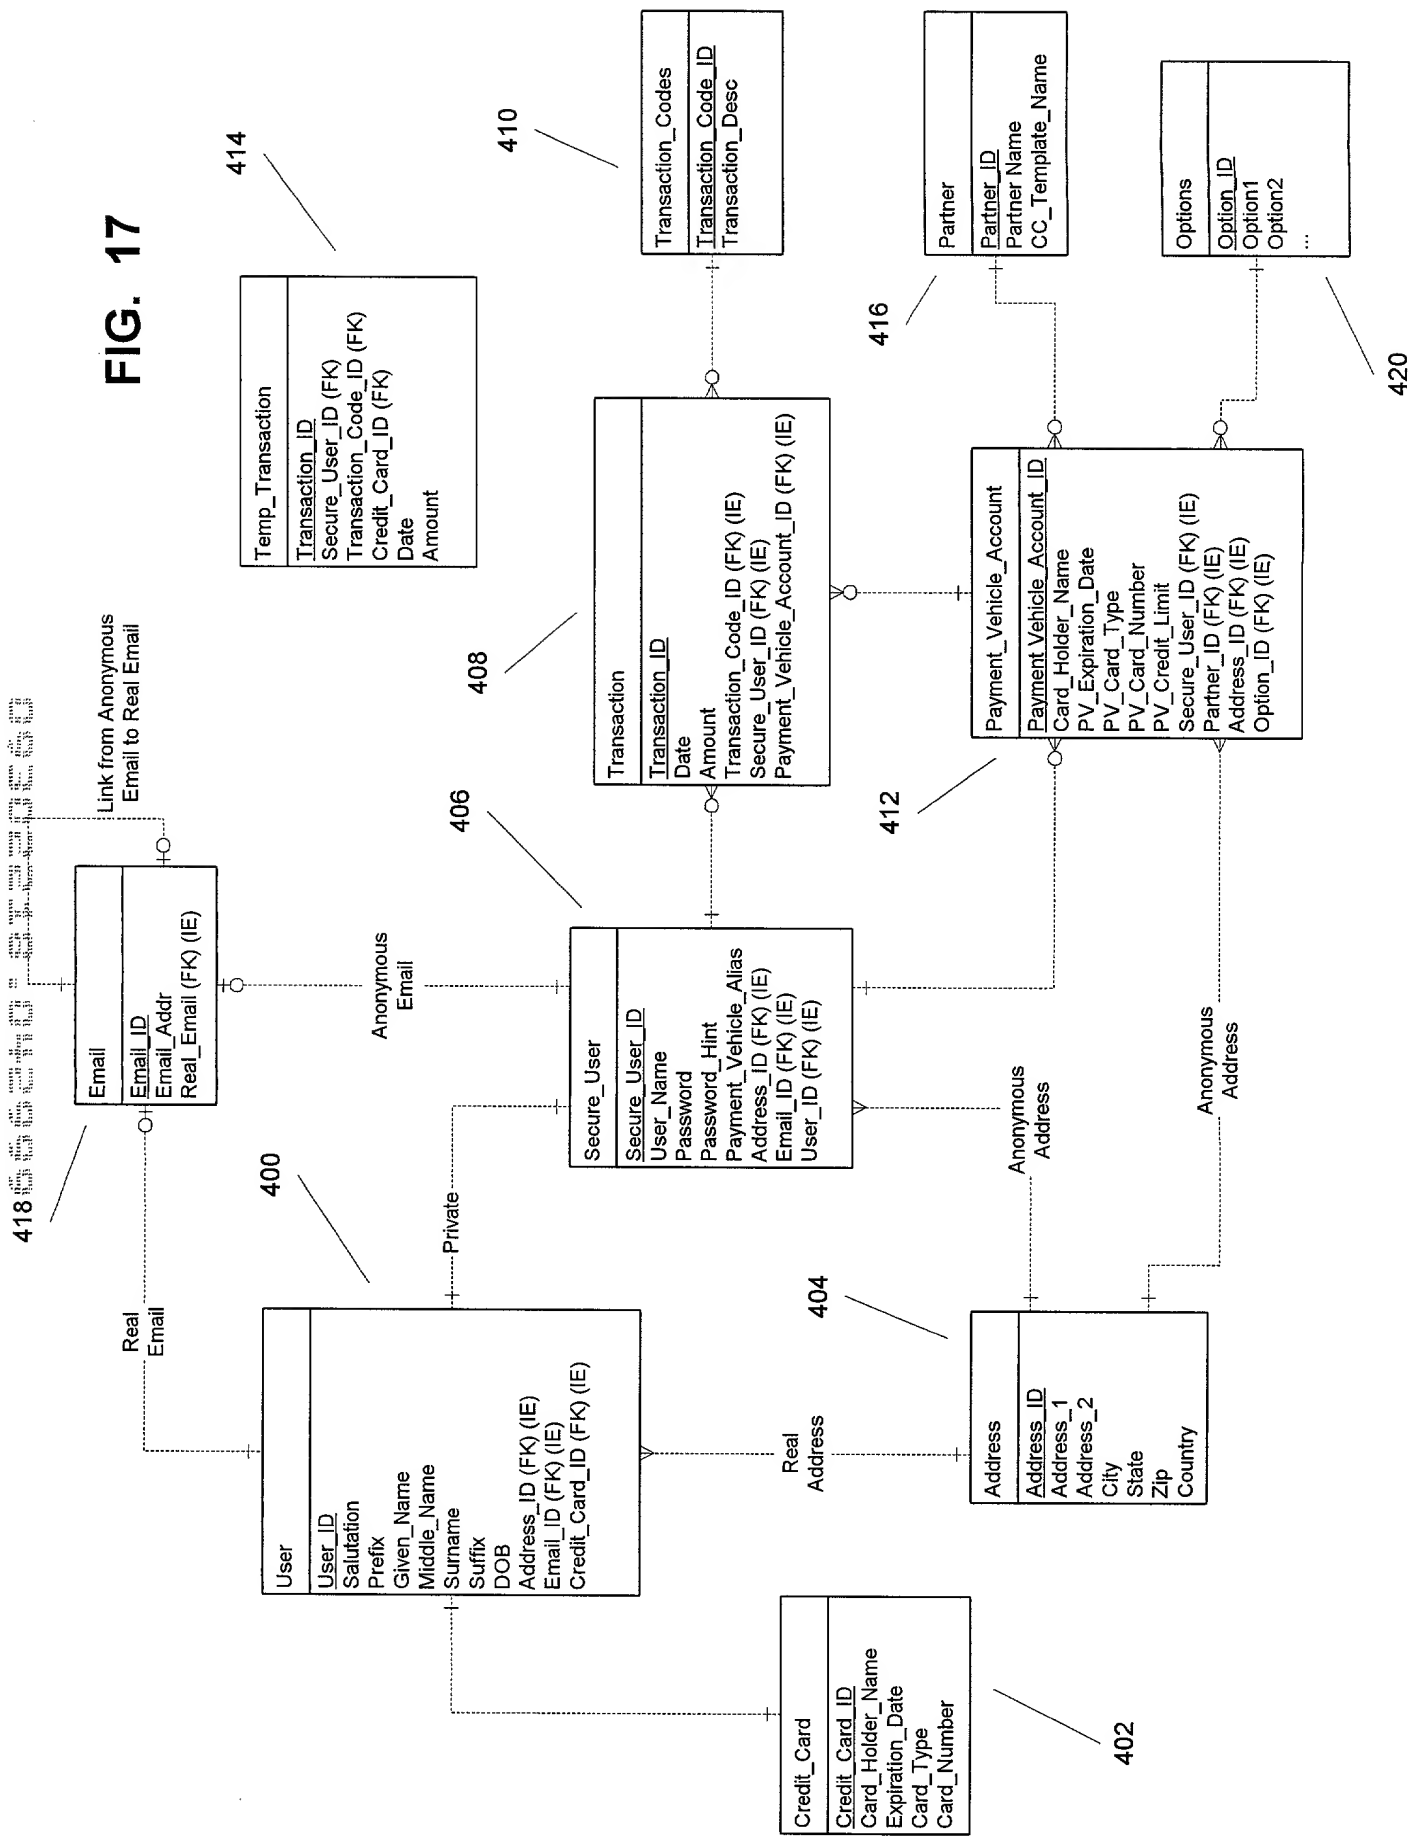 FIG. 17
418
Link from Anonymous
Email to Real Email
Email
Email_ID
Email_Addr
Real_Email (FK) (IE)
Real
Email
Anonymous
Email
414
Temp_Transaction
Transaction_ID
Secure_User_ID (FK)
Transaction_Code_ID (FK)
Credit_Card_ID (FK)
Date
Amount
400
User
User_ID
Salutation
Prefix
Given_Name
Middle_Name
Surname
Suffix
DOB
Address_ID (FK) (IE)
Email_ID (FK) (IE)
Credit_Card_ID (FK) (IE)
Private
406
Secure_User
Secure_User_ID
User_Name
Password
Password_Hint
Payment_Vehicle_Alias
Address_ID (FK) (IE)
Email_ID (FK) (IE)
User_ID (FK) (IE)
408
Transaction
Transaction_ID
Date
Amount
Transaction_Code_ID (FK) (IE)
Secure_User_ID (FK) (IE)
Payment_Vehicle_Account_ID (FK) (IE)
410
Transaction_Codes
Transaction_Code_ID
Transaction_Desc
Credit_Card
Credit_Card_ID
Card_Holder_Name
Expiration_Date
Card_Type
Card_Number
402
Real
Address
404
Address
Address_ID
Address_1
Address_2
City
State
Zip
Country
Anonymous
Address
Anonymous
Address
412
Payment_Vehicle_Account
Payment_Vehicle_Account_ID
Card_Holder_Name
PV_Expiration_Date
PV_Card_Type
PV_Card_Number
PV_Credit_Limit
Secure_User_ID (FK) (IE)
Partner_ID (FK) (IE)
Address_ID (FK) (IE)
Option_ID (FK) (IE)
416
Partner
Partner_ID
Partner Name
CC_Template_Name
Options
Option_ID
Option1
Option2
...
420